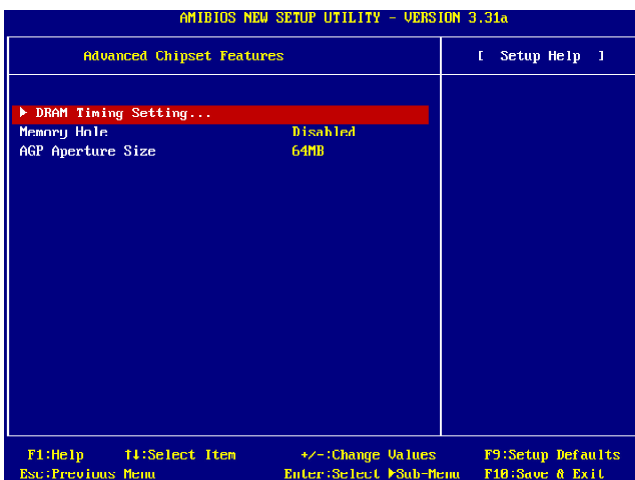 AMIBIOS NEW SETUP UTILITY - VERSION 3.31a
Advanced Chipset Features [ Setup Help ]
▶ DRAM Timing Setting...
Memory Hole Disabled
AGP Aperture Size 64MB
F1:Help ↑↓:Select Item +/-:Change Values F9:Setup Defaults
Esc:Previous Menu Enter:Select ▶Sub-Menu F10:Save & Exit